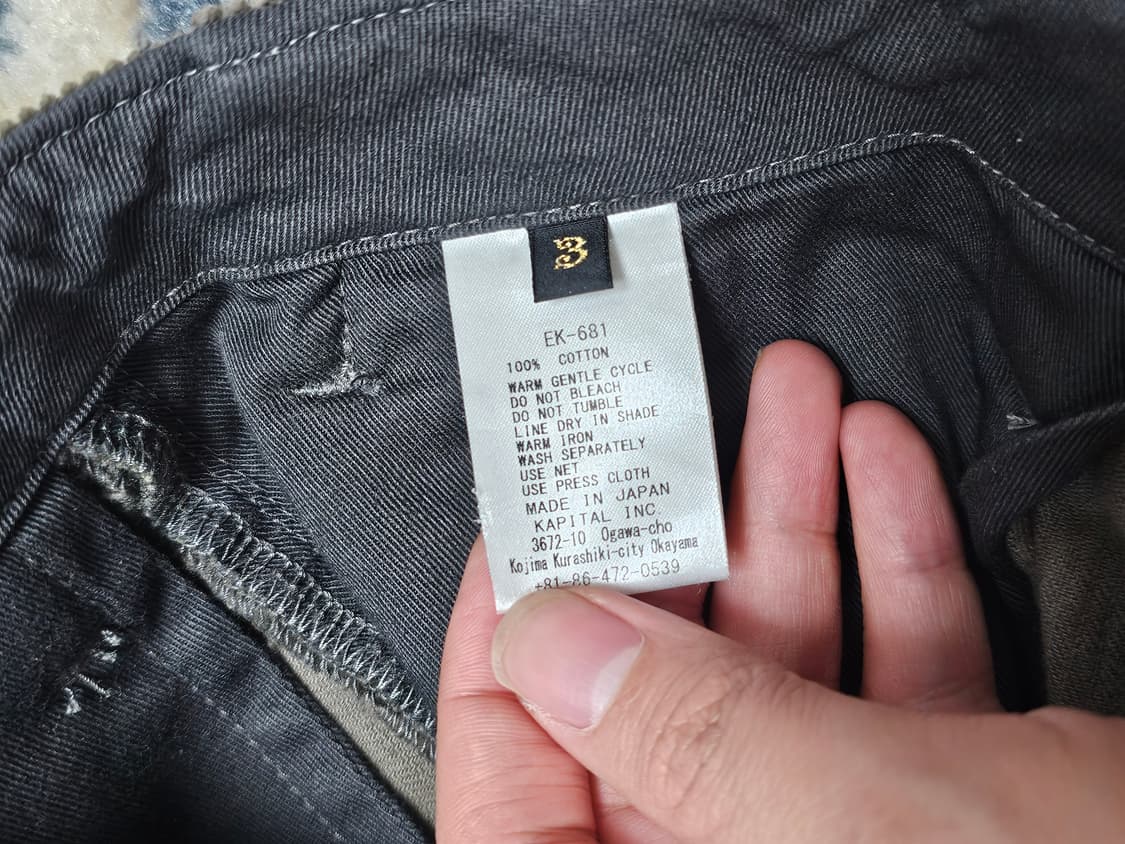 3
EK-681
100% COTTON
WARM GENTLE CYCLE
DO NOT BLEACH
DO NOT TUMBLE
LINE DRY IN SHADE
WARM IRON
WASH SEPARATELY
USE NET
USE PRESS CLOTH
MADE IN JAPAN
KAPITAL INC.
3672-10 Ogawa-cho
Kojima Kurashiki-city Okayama
+81-86-472-0539